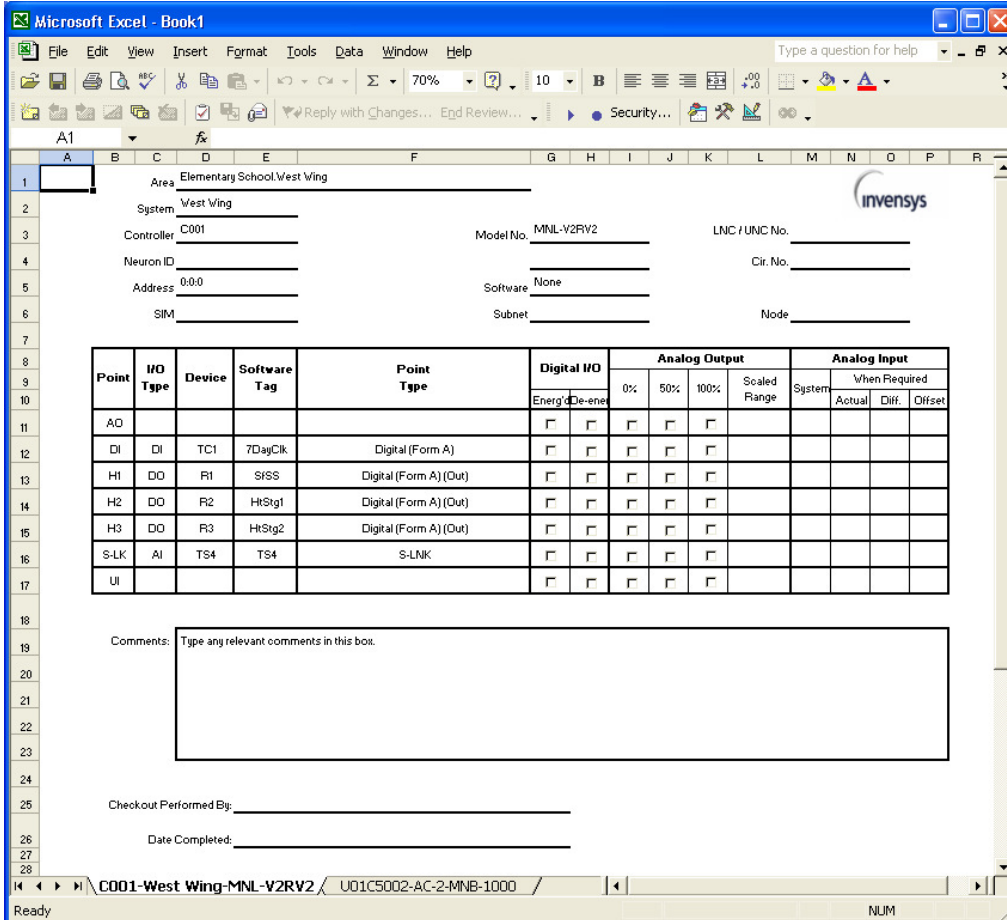 Microsoft Excel - Book1
File Edit View Insert Format Tools Data Window Help Type a question for help
ABC Σ 70% 10 B A
Reply with Changes... End Review... Security...
A1 fx
A B C D E F G H I J K L M N O P R
1 Area Elementary School.West Wing invensys
2 System West Wing
3 Controller C001 Model No. MNL-V2RV2 LNC / UNC No.
4 Neuron ID Cir. No.
5 Address 0:0:0 Software None
6 SIM Subnet Node
7
8 Point I/O Type Device Software Tag Point Type Digital I/O Analog Output Analog Input
9 0% 50% 100% Scaled Range System When Required
10 Energ'd De-ener Actual Diff. Offset
11 AO
12 DI DI TC1 7DayClk Digital (Form A)
13 H1 DO R1 SfSS Digital (Form A) (Out)
14 H2 DO R2 HtStg1 Digital (Form A) (Out)
15 H3 DO R3 HtStg2 Digital (Form A) (Out)
16 S-LK AI TS4 TS4 S-LNK
17 UI
18
19 Comments: Type any relevant comments in this box.
20
21
22
23
24
25 Checkout Performed By:
26 Date Completed:
27
28
C001-West Wing-MNL-V2RV2 U01C5002-AC-2-MNB-1000
Ready NUM